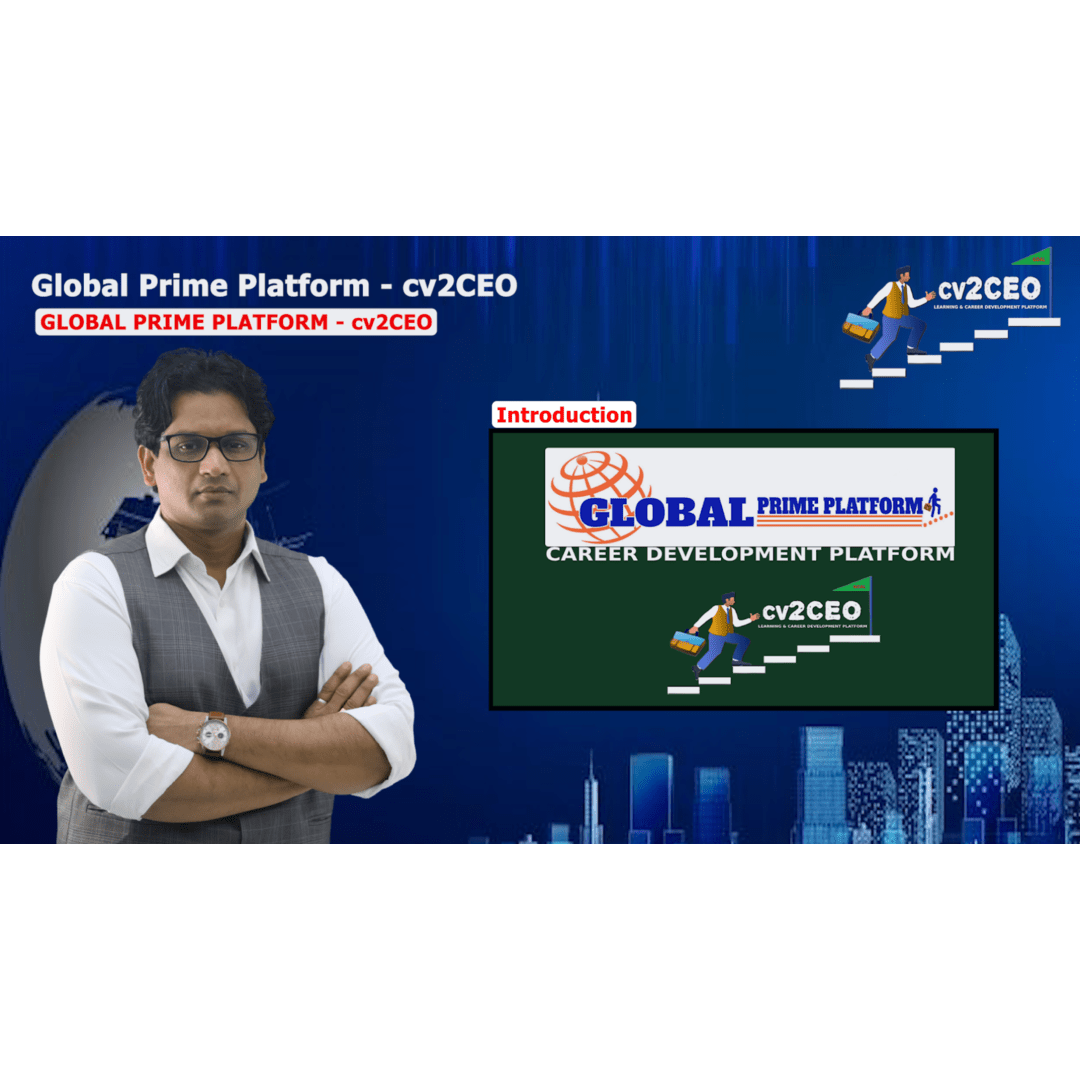 Global Prime Platform - cv2CEO
GLOBAL PRIME PLATFORM - cv2CEO
cv2CEO
LEARNING & CAREER DEVELOPMENT PLATFORM
Introduction
GLOBAL PRIME PLATFORM
CAREER DEVELOPMENT PLATFORM
cv2CEO
LEARNING & CAREER DEVELOPMENT PLATFORM